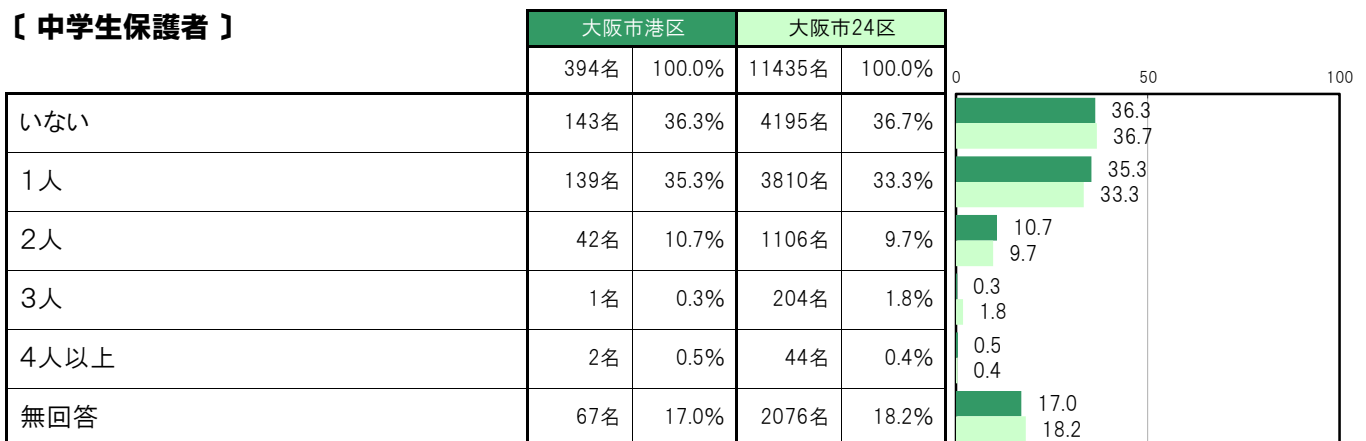 〔 中学生保護者 〕
大阪市港区 大阪市24区
394名 100.0% 11435名 100.0%
0 50 100
いない 143名 36.3% 4195名 36.7% 36.3
36.7
1人 139名 35.3% 3810名 33.3% 35.3
33.3
2人 42名 10.7% 1106名 9.7% 10.7
9.7
3人 1名 0.3% 204名 1.8% 0.3
1.8
4人以上 2名 0.5% 44名 0.4% 0.5
0.4
無回答 67名 17.0% 2076名 18.2% 17.0
18.2